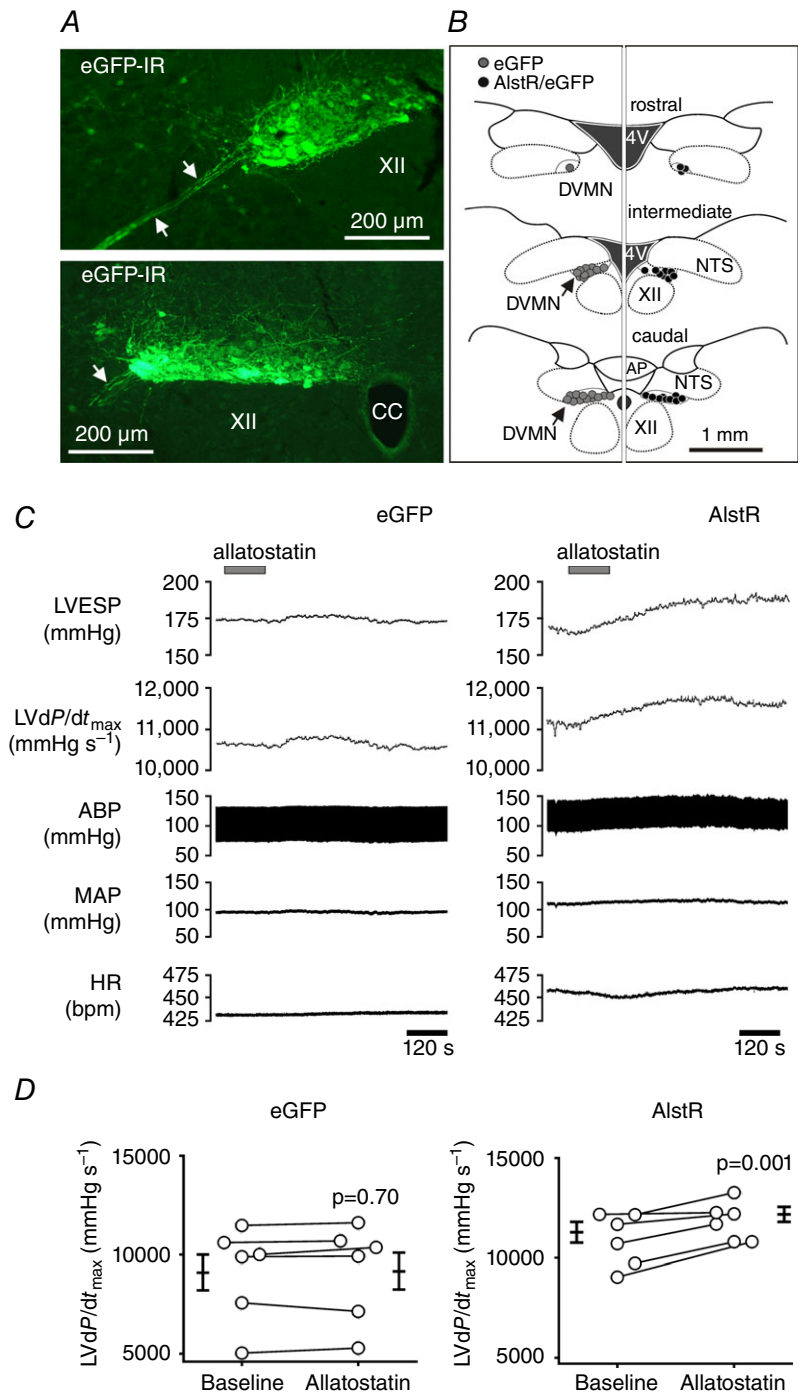 A
eGFP-IR
XII
200 µm
eGFP-IR
XII
CC
200 µm
B
eGFP
AlstR/eGFP
rostral
4V
DVMN
intermediate
4V
NTS
DVMN
XII
caudal
AP
NTS
DVMN
XII
1 mm
C
eGFP
AlstR
allatostatin
allatostatin
LVESP
(mmHg)
200
175
150
200
175
150
LVdP/dtmax
(mmHg s–1)
12,000
11,000
10,000
12,000
11,000
10,000
ABP
(mmHg)
150
100
50
150
100
50
MAP
(mmHg)
150
100
50
150
100
50
HR
(bpm)
475
450
425
475
450
425
120 s
120 s
D
eGFP
LVdP/dtmax (mmHg s–1)
15000
10000
5000
p=0.70
Baseline Allatostatin
AlstR
LVdP/dtmax (mmHg s–1)
15000
10000
5000
p=0.001
Baseline Allatostatin